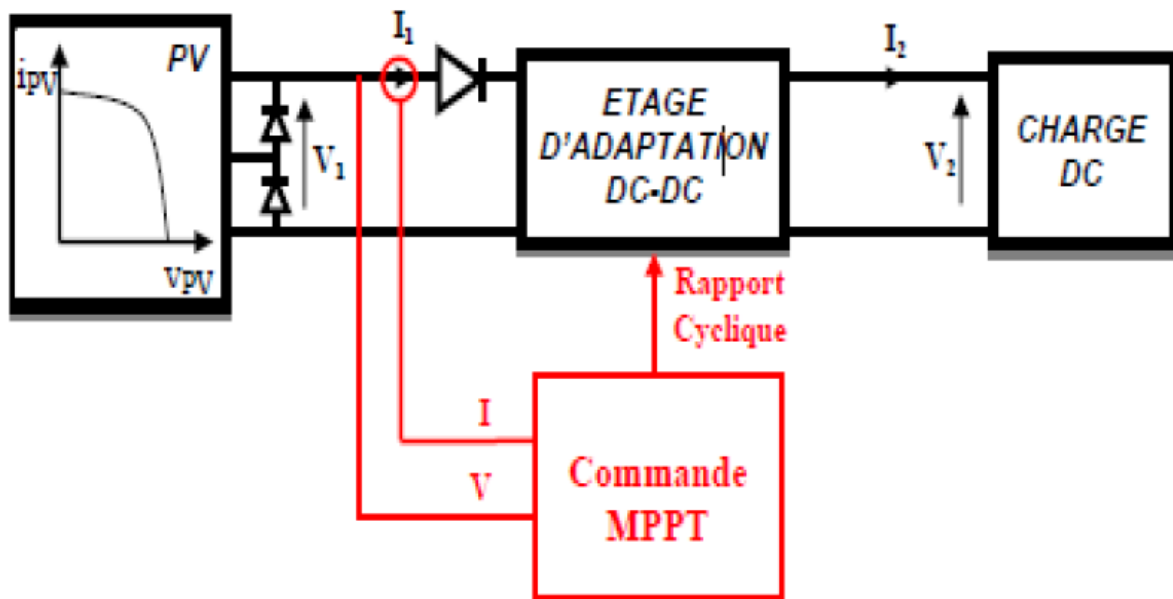 PV
ipV
VpV
V₁
I₁
ETAGE
D'ADAPTATION
DC-DC
I₂
V₂
CHARGE
DC
Rapport
Cyclique
I
V
Commande
MPPT